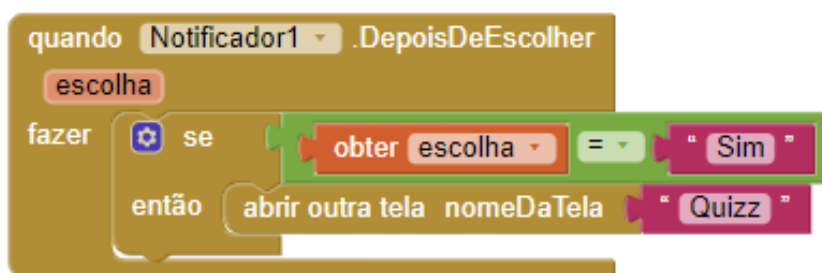 quando Notificador1 .DepoisDeEscolher
escolha
fazer se obter escolha = " Sim "
então abrir outra tela nomeDaTela " Quizz "